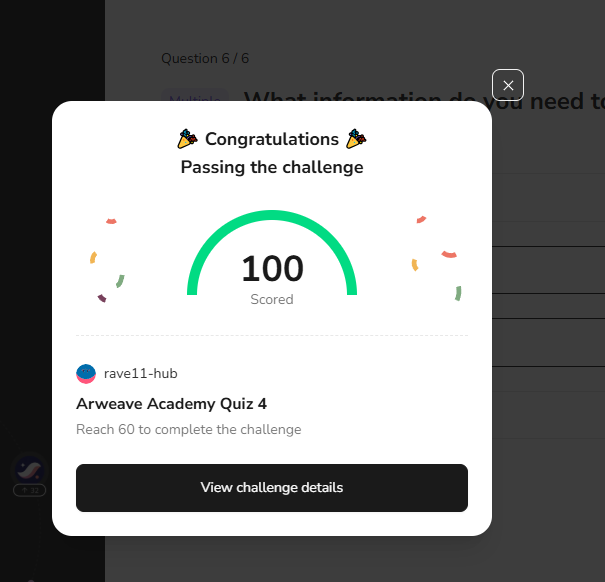 Question 6 / 6
Multiple What information do you need to
Congratulations
Passing the challenge
100
Scored
rave11-hub
Arweave Academy Quiz 4
Reach 60 to complete the challenge
View challenge details